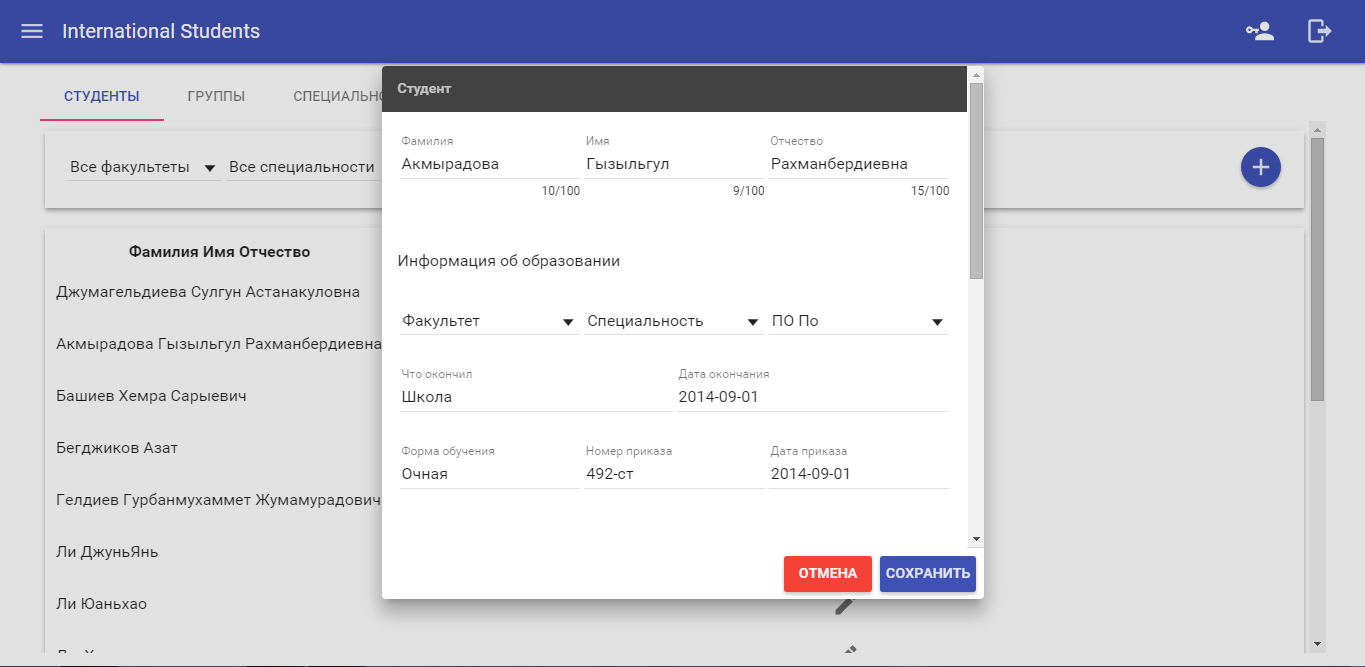 International Students
СТУДЕНТЫ ГРУППЫ СПЕЦИАЛЬНО
Все факультеты Все специальности
Фамилия Имя Отчество
Джумагельдиева Сулгун Астанакуловна
Акмырадова Гызыльгул Рахманбердиевна
Башиев Хемра Сарыевич
Бегджиков Азат
Гелдиев Гурбанмухаммет Жумамурадович
Ли ДжуньЯнь
Ли Юаньхао
Студент
Фамилия Имя Отчество
Акмырадова Гызыльгул Рахманбердиевна
10/100 9/100 15/100
Информация об образовании
Факультет Специальность ПО По
Что окончил Дата окончания
Школа 2014-09-01
Форма обучения Номер приказа Дата приказа
Очная 492-ст 2014-09-01
ОТМЕНА СОХРАНИТЬ